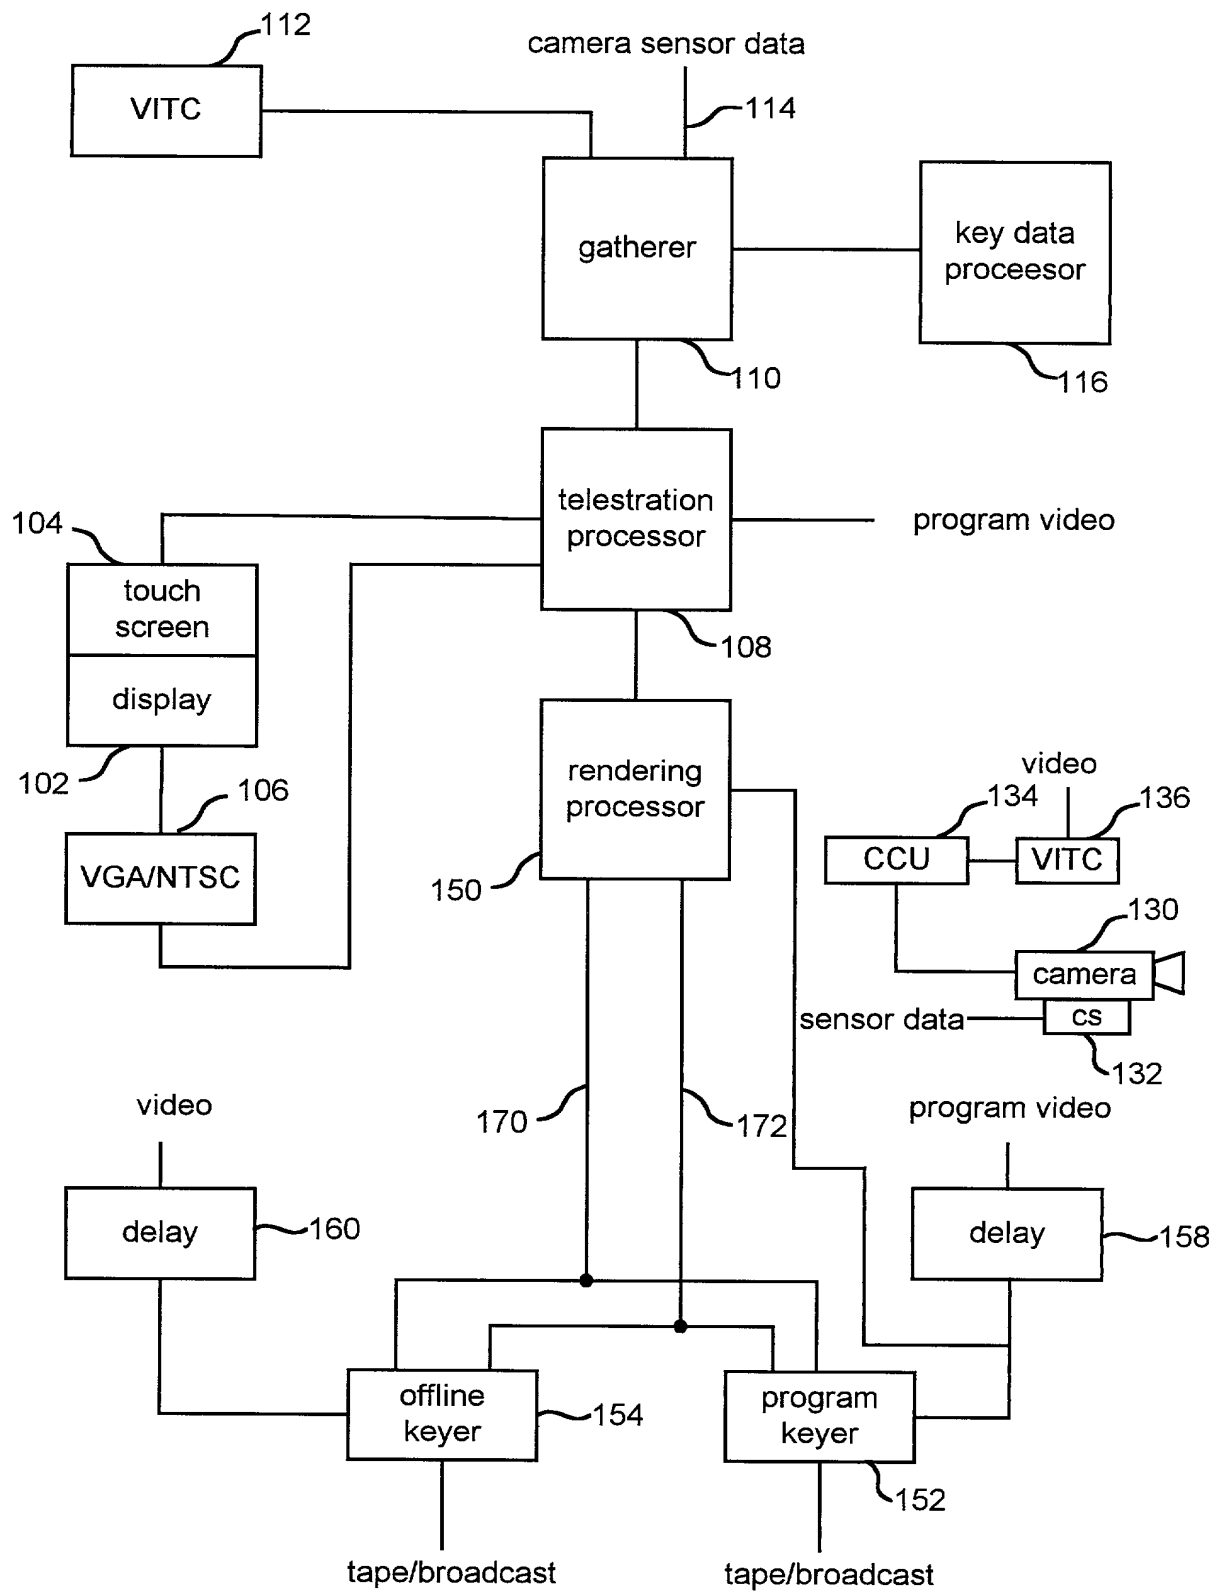 112
camera sensor data
VITC
114
gatherer
key data
proceesor
110
116
telestration
processor
program video
104
touch
screen
108
display
102
106
rendering
processor
video
134
136
VGA/NTSC
150
CCU
VITC
130
camera
sensor data
cs
132
video
170
172
program video
delay
160
delay
158
offline
keyer
154
program
keyer
152
tape/broadcast
tape/broadcast